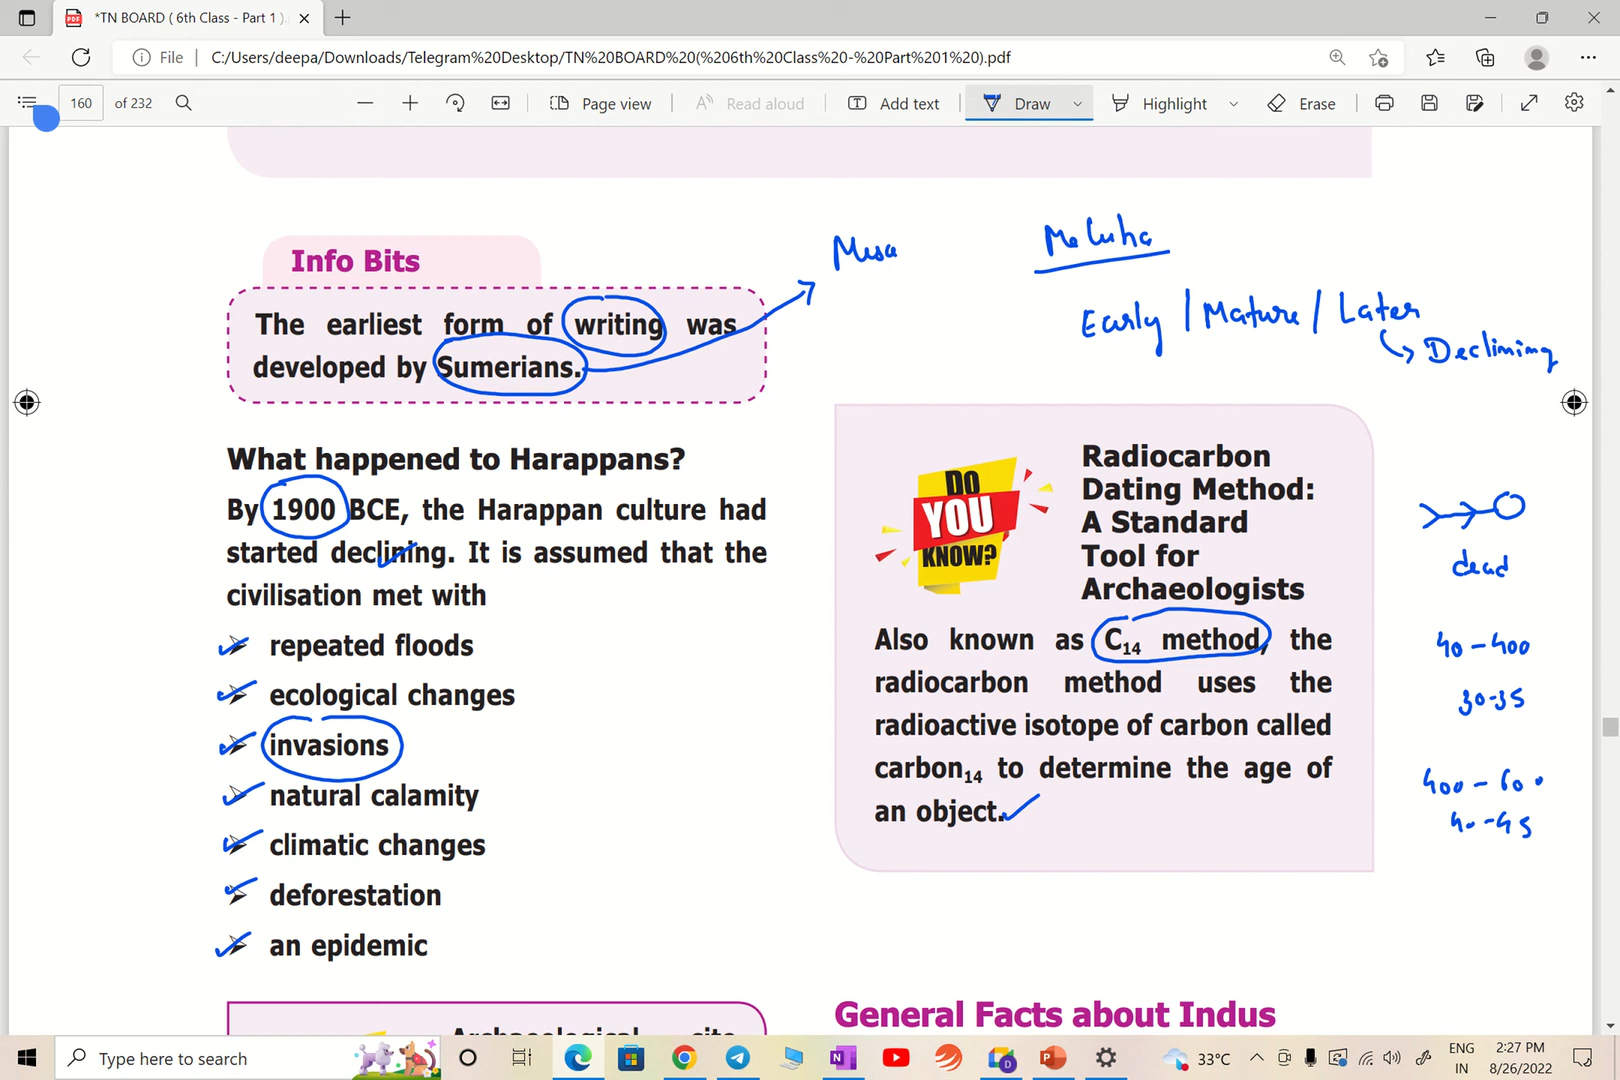 *TN BOARD ( 6th Class - Part 1 ).
File
C:/Users/deepa/Downloads/Telegram%20Desktop/TN%20BOARD%20(%206th%20Class%20-%20Part%201%20).pdf
160 of 232
Page view
Read aloud
Add text
Draw
Highlight
Erase
Info Bits
The earliest form of writing was
developed by Sumerians.
Mesa
Meluha
Early / Mature / Later
Declining
What happened to Harappans?
By 1900 BCE, the Harappan culture had
started declining. It is assumed that the
civilisation met with
repeated floods
ecological changes
invasions
natural calamity
climatic changes
deforestation
an epidemic
DO
YOU
KNOW?
Radiocarbon
Dating Method:
A Standard
Tool for
Archaeologists
Also known as C14 method, the
radiocarbon method uses the
radioactive isotope of carbon called
carbon14 to determine the age of
an object.
dead
40 - 400
30-35
400 - 600
40-45
Archaeological site
General Facts about Indus
Type here to search
33°C
ENG
IN
2:27 PM
8/26/2022